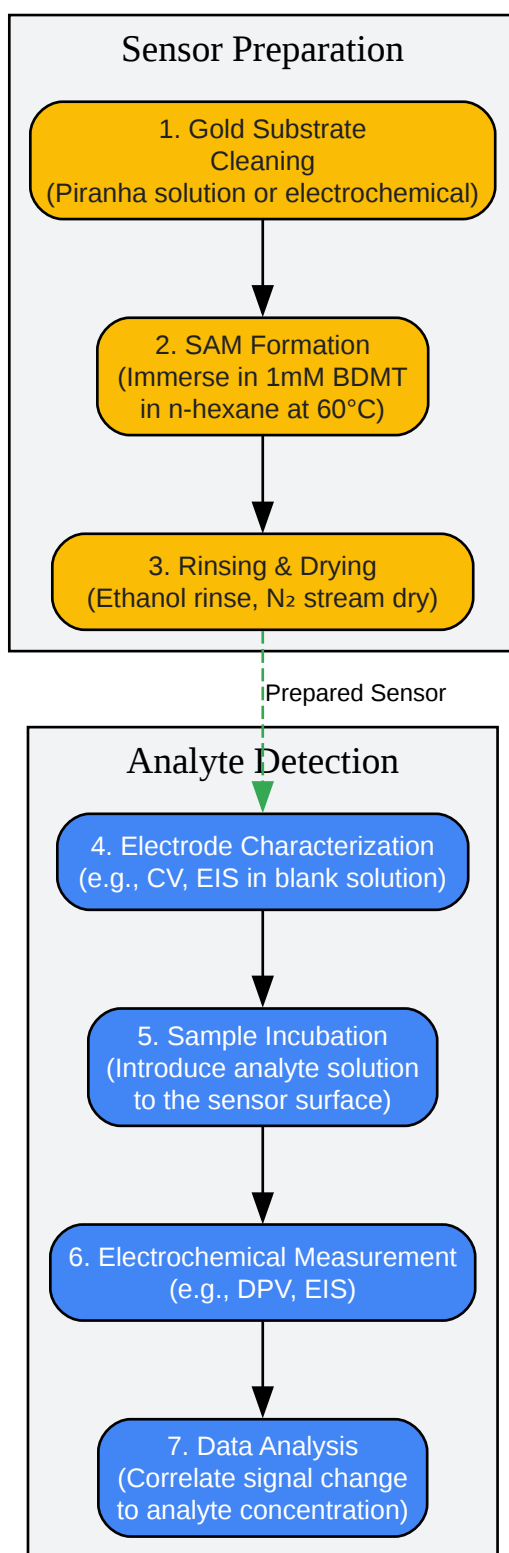 Sensor Preparation
1. Gold Substrate
Cleaning
(Piranha solution or electrochemical)
2. SAM Formation
(Immerse in 1mM BDMT
in n-hexane at 60°C)
3. Rinsing & Drying
(Ethanol rinse, N₂ stream dry)
Prepared Sensor
Analyte Detection
4. Electrode Characterization
(e.g., CV, EIS in blank solution)
5. Sample Incubation
(Introduce analyte solution
to the sensor surface)
6. Electrochemical Measurement
(e.g., DPV, EIS)
7. Data Analysis
(Correlate signal change
to analyte concentration)